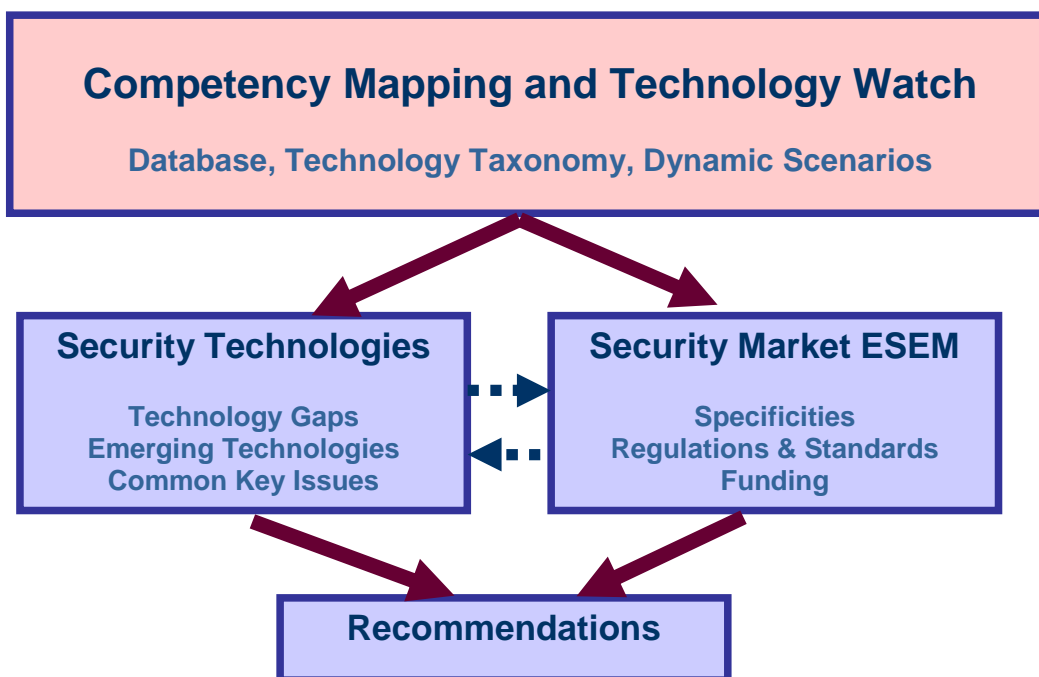 Competency Mapping and Technology Watch
Database, Technology Taxonomy, Dynamic Scenarios
Security Technologies
Technology Gaps
Emerging Technologies
Common Key Issues
Security Market ESEM
Specificities
Regulations & Standards
Funding
Recommendations